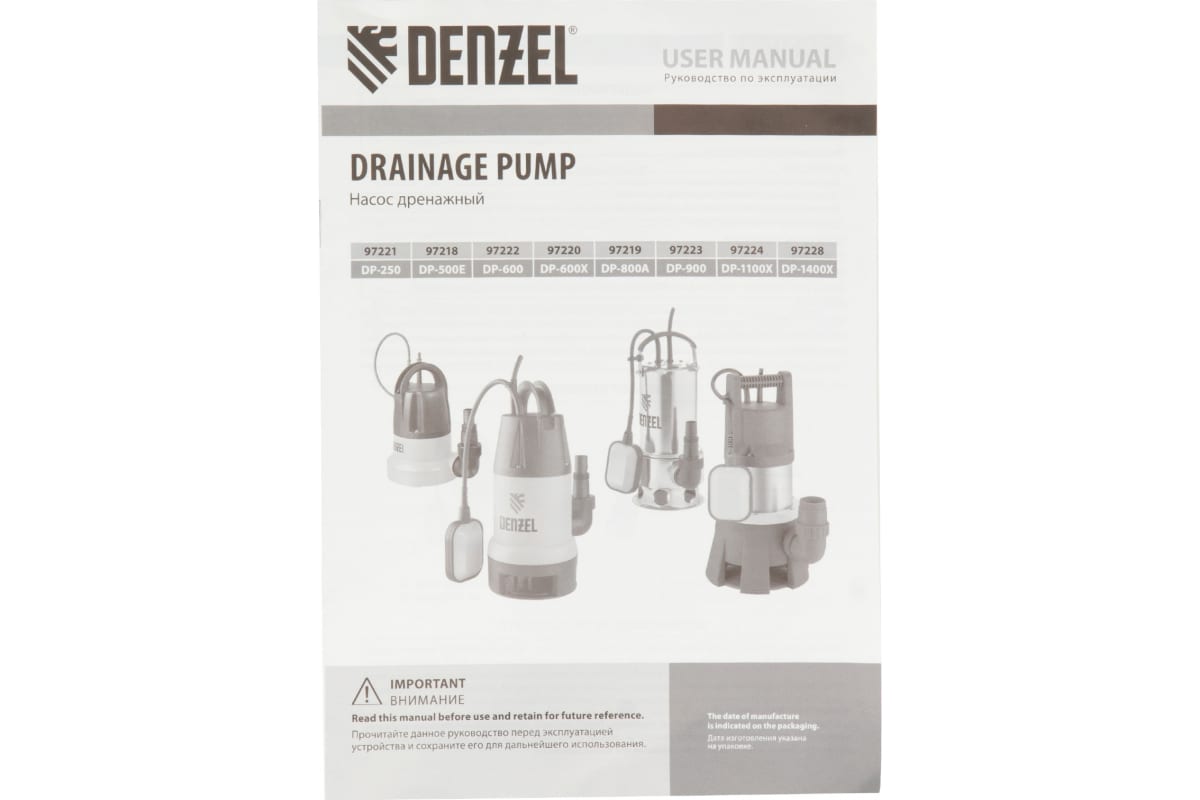 DENZEL®
USER MANUAL
Руководство по эксплуатации
DRAINAGE PUMP
Насос дренажный
97221 97218 97222 97220 97219 97223 97224 97228
DP-250 DP-500E DP-600 DP-600X DP-800A DP-900 DP-1100X DP-1400X
DENZEL
DENZEL
IMPORTANT
ВНИМАНИЕ
Read this manual before use and retain for future reference.
Прочитайте данное руководство перед эксплуатацией
устройства и сохраните его для дальнейшего использования.
The date of manufacture
is indicated on the packaging.
Дата изготовления указана
на упаковке.